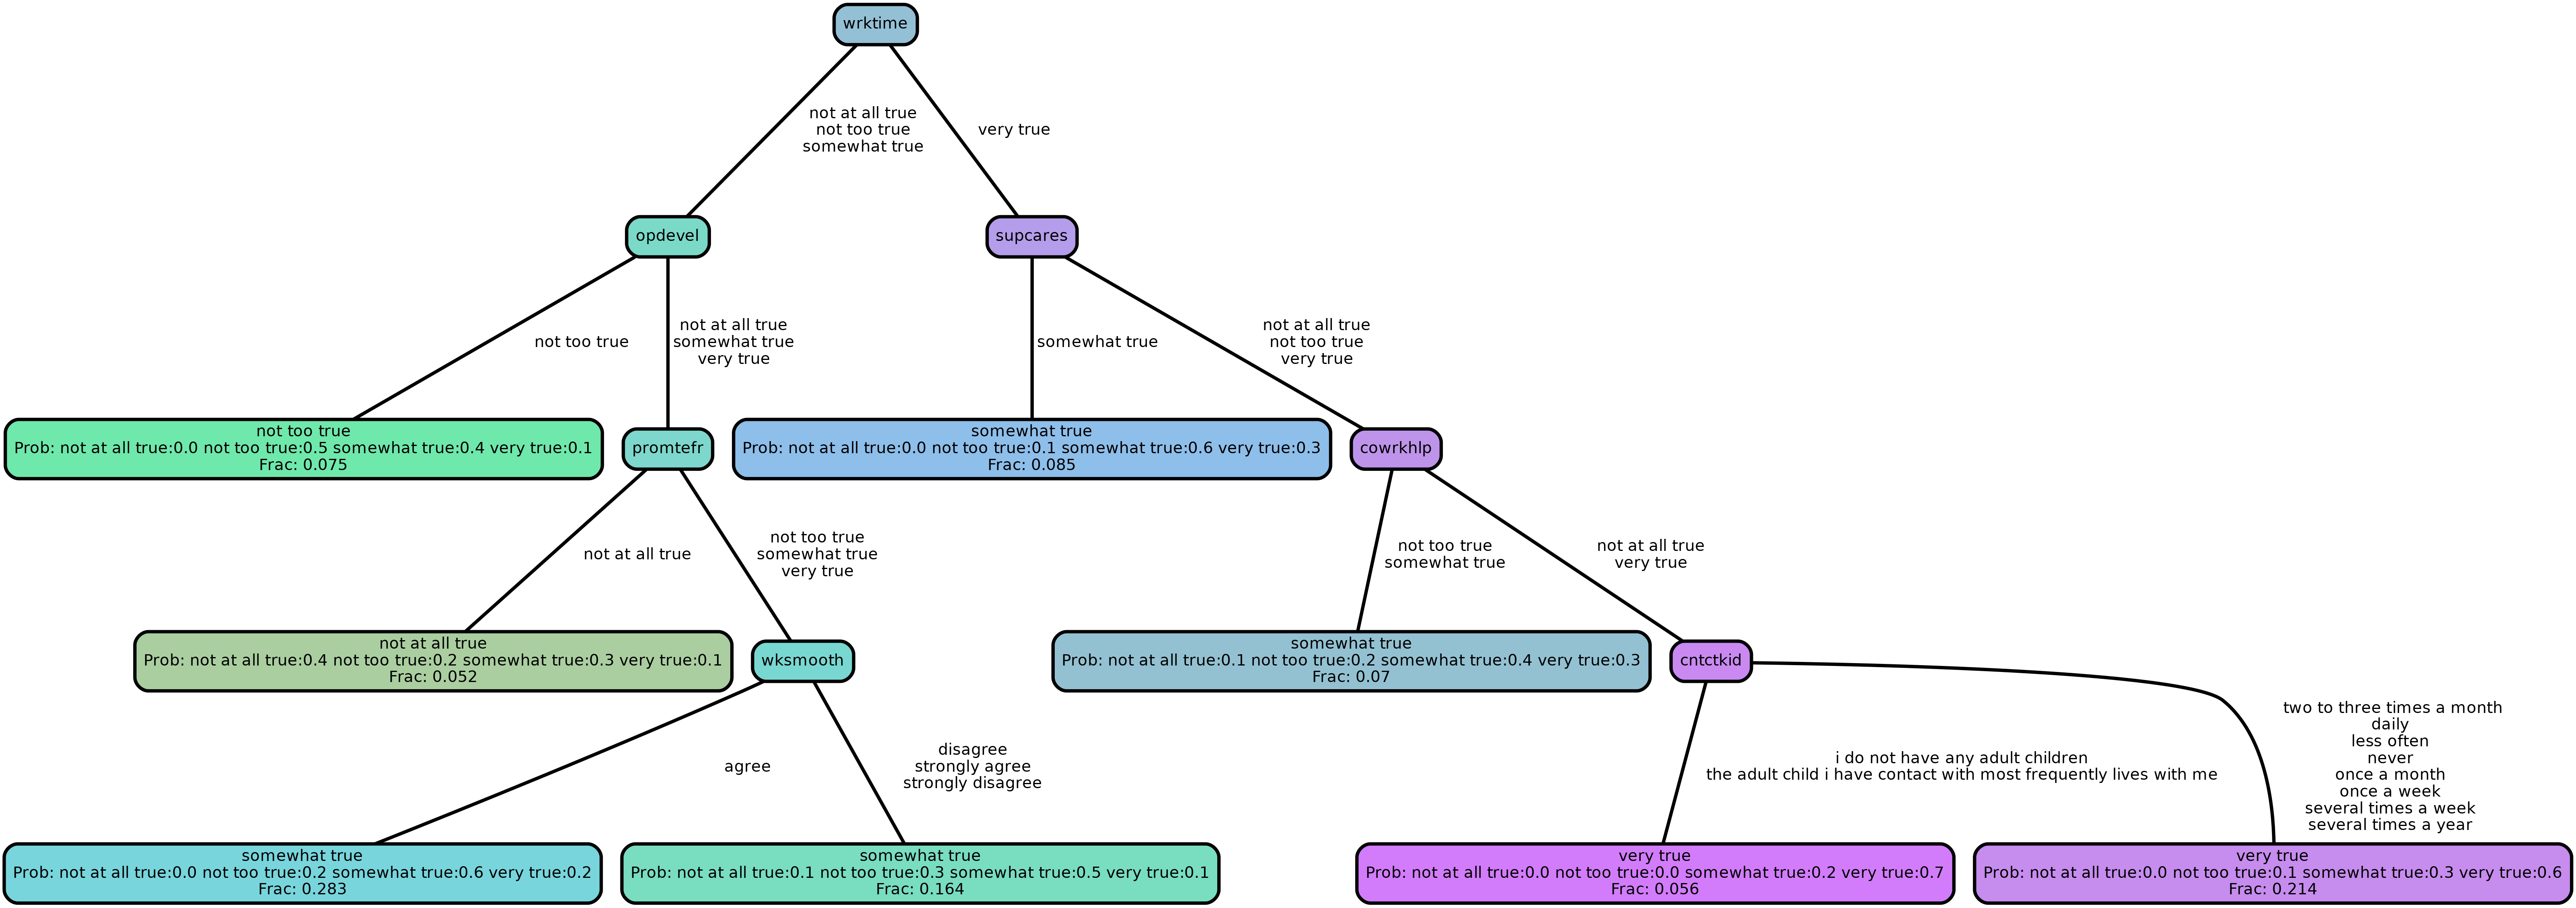 wrktime
not at all true
not too true
somewhat true
very true
opdevel
supcares
not too true
not at all true
somewhat true
very true
somewhat true
not at all true
not too true
very true
not too true
Prob: not at all true:0.0 not too true:0.5 somewhat true:0.4 very true:0.1
Frac: 0.075
promtefr
somewhat true
Prob: not at all true:0.0 not too true:0.1 somewhat true:0.6 very true:0.3
Frac: 0.085
cowrkhlp
not at all true
not too true
somewhat true
very true
not too true
somewhat true
not at all true
very true
not at all true
Prob: not at all true:0.4 not too true:0.2 somewhat true:0.3 very true:0.1
Frac: 0.052
wksmooth
somewhat true
Prob: not at all true:0.1 not too true:0.2 somewhat true:0.4 very true:0.3
Frac: 0.07
cntctkid
agree
disagree
strongly agree
strongly disagree
i do not have any adult children
the adult child i have contact with most frequently lives with me
two to three times a month
daily
less often
never
once a month
once a week
several times a week
several times a year
somewhat true
Prob: not at all true:0.0 not too true:0.2 somewhat true:0.6 very true:0.2
Frac: 0.283
somewhat true
Prob: not at all true:0.1 not too true:0.3 somewhat true:0.5 very true:0.1
Frac: 0.164
very true
Prob: not at all true:0.0 not too true:0.0 somewhat true:0.2 very true:0.7
Frac: 0.056
very true
Prob: not at all true:0.0 not too true:0.1 somewhat true:0.3 very true:0.6
Frac: 0.214